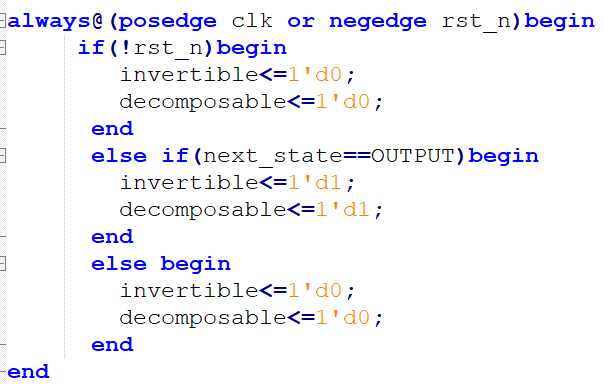 always@(posedge clk or negedge rst_n)begin
if(!rst_n)begin
invertible<=1'd0;
decomposable<=1'd0;
end
else if(next_state==OUTPUT)begin
invertible<=1'd1;
decomposable<=1'd1;
end
else begin
invertible<=1'd0;
decomposable<=1'd0;
end
end